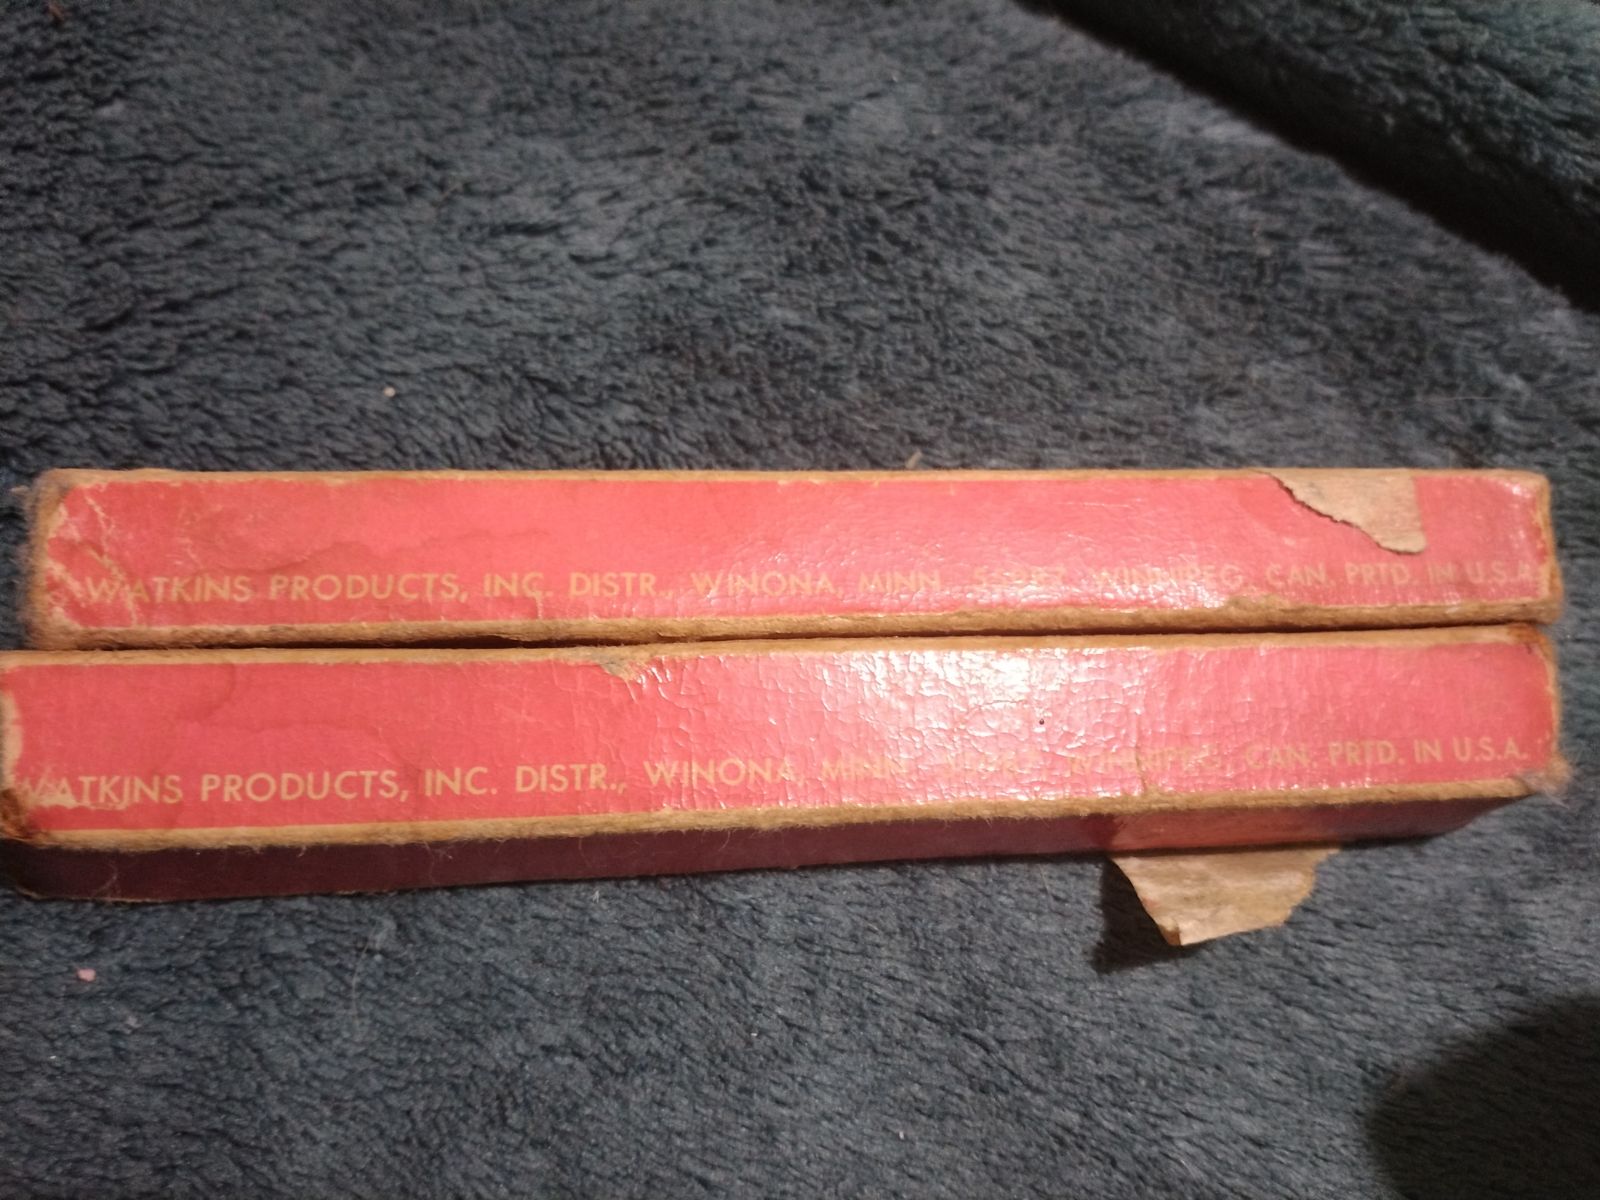 WATKINS PRODUCTS, INC. DISTR., WINONA, MINN. 55987 WINNIPEG, CAN. PRTD. IN U.S.A.
WATKINS PRODUCTS, INC. DISTR., WINONA, MINN. WINNIPEG, CAN. PRTD. IN U.S.A.